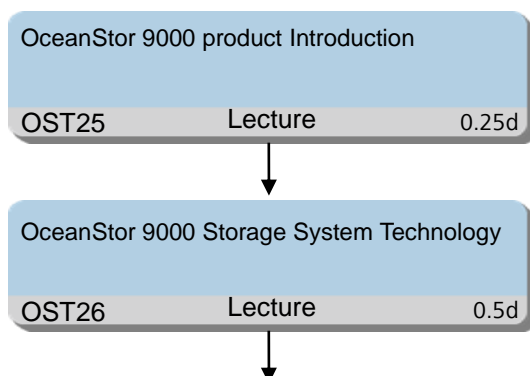 OceanStor 9000 product Introduction
OST25 Lecture 0.25d
OceanStor 9000 Storage System Technology
OST26 Lecture 0.5d